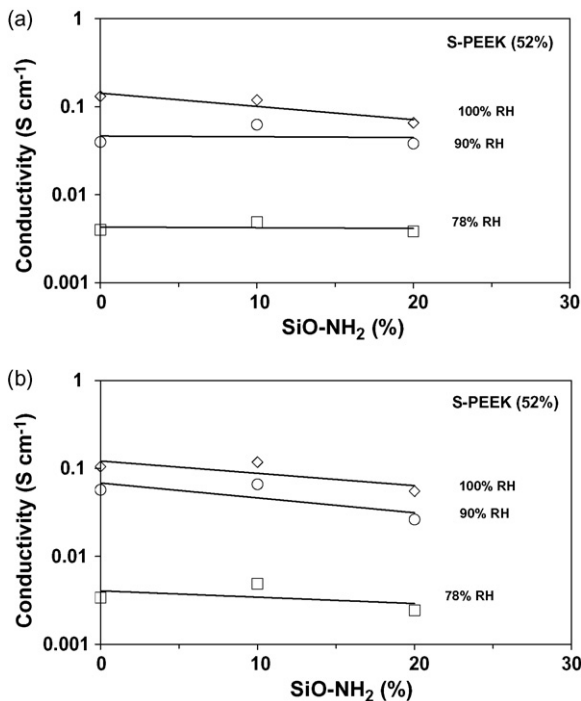 (a)
S-PEEK (52%)
Conductivity (S cm⁻¹)
1
0.1
0.01
0.001
100% RH
90% RH
78% RH
0 10 20 30
SiO-NH₂ (%)
(b)
S-PEEK (52%)
Conductivity (S cm⁻¹)
1
0.1
0.01
0.001
100% RH
90% RH
78% RH
0 10 20 30
SiO-NH₂ (%)